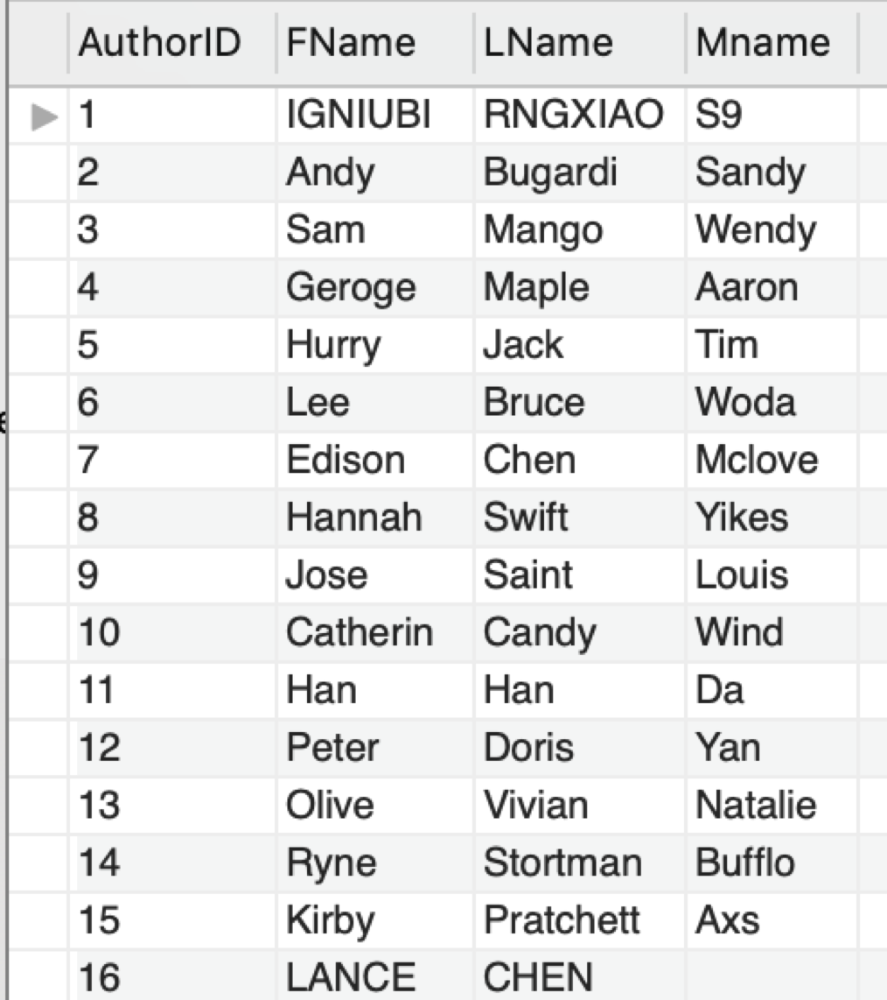 AuthorID FName LName Mname
1 IGNIUBI RNGXIAO S9
2 Andy Bugardi Sandy
3 Sam Mango Wendy
4 Geroge Maple Aaron
5 Hurry Jack Tim
6 Lee Bruce Woda
7 Edison Chen Mclove
8 Hannah Swift Yikes
9 Jose Saint Louis
10 Catherin Candy Wind
11 Han Han Da
12 Peter Doris Yan
13 Olive Vivian Natalie
14 Ryne Stortman Bufflo
15 Kirby Pratchett Axs
16 LANCE CHEN